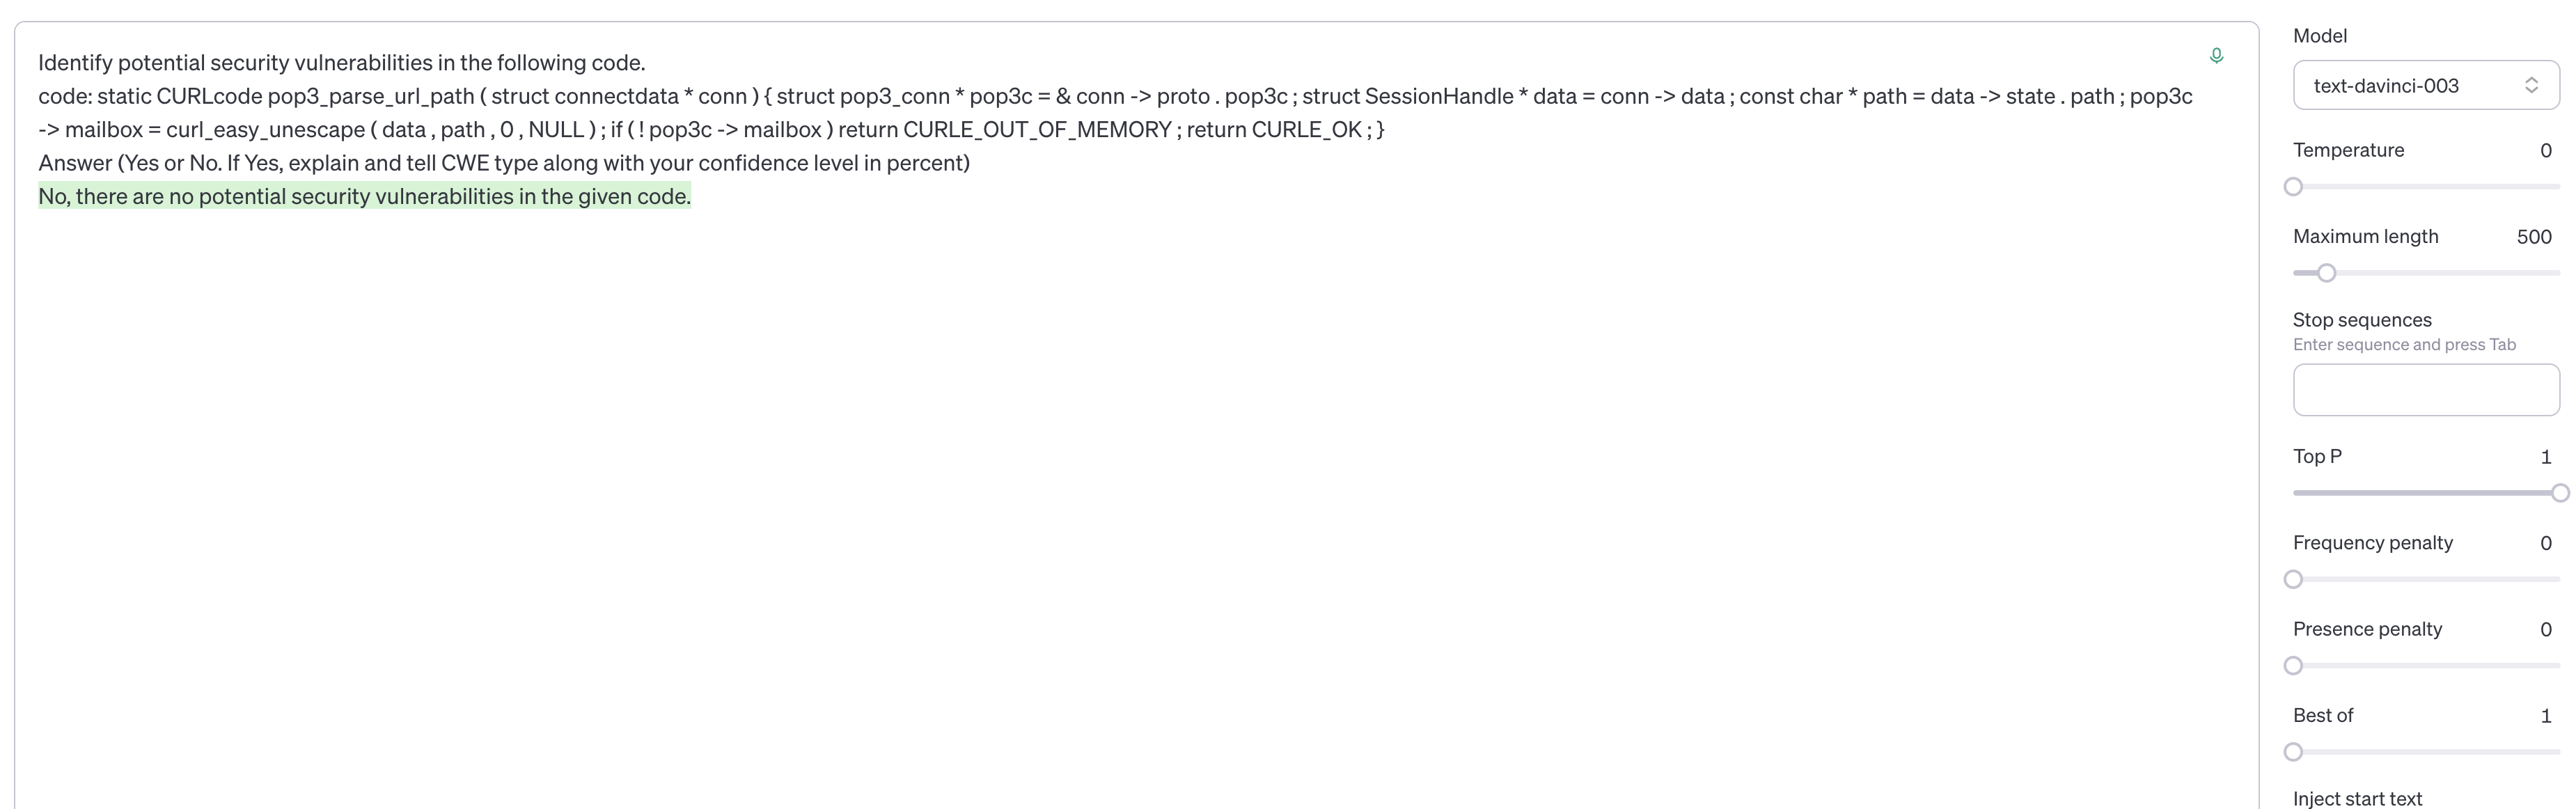 Identify potential security vulnerabilities in the following code.
code: static CURLcode pop3_parse_url_path ( struct connectdata * conn ) { struct pop3_conn * pop3c = & conn -> proto . pop3c ; struct SessionHandle * data = conn -> data ; const char * path = data -> state . path ; pop3c
-> mailbox = curl_easy_unescape ( data , path , 0 , NULL ) ; if ( ! pop3c -> mailbox ) return CURLE_OUT_OF_MEMORY ; return CURLE_OK ; }
Answer (Yes or No. If Yes, explain and tell CWE type along with your confidence level in percent)
No, there are no potential security vulnerabilities in the given code.
Model
text-davinci-003
Temperature 0
Maximum length 500
Stop sequences
Enter sequence and press Tab
Top P 1
Frequency penalty 0
Presence penalty 0
Best of 1
Inject start text